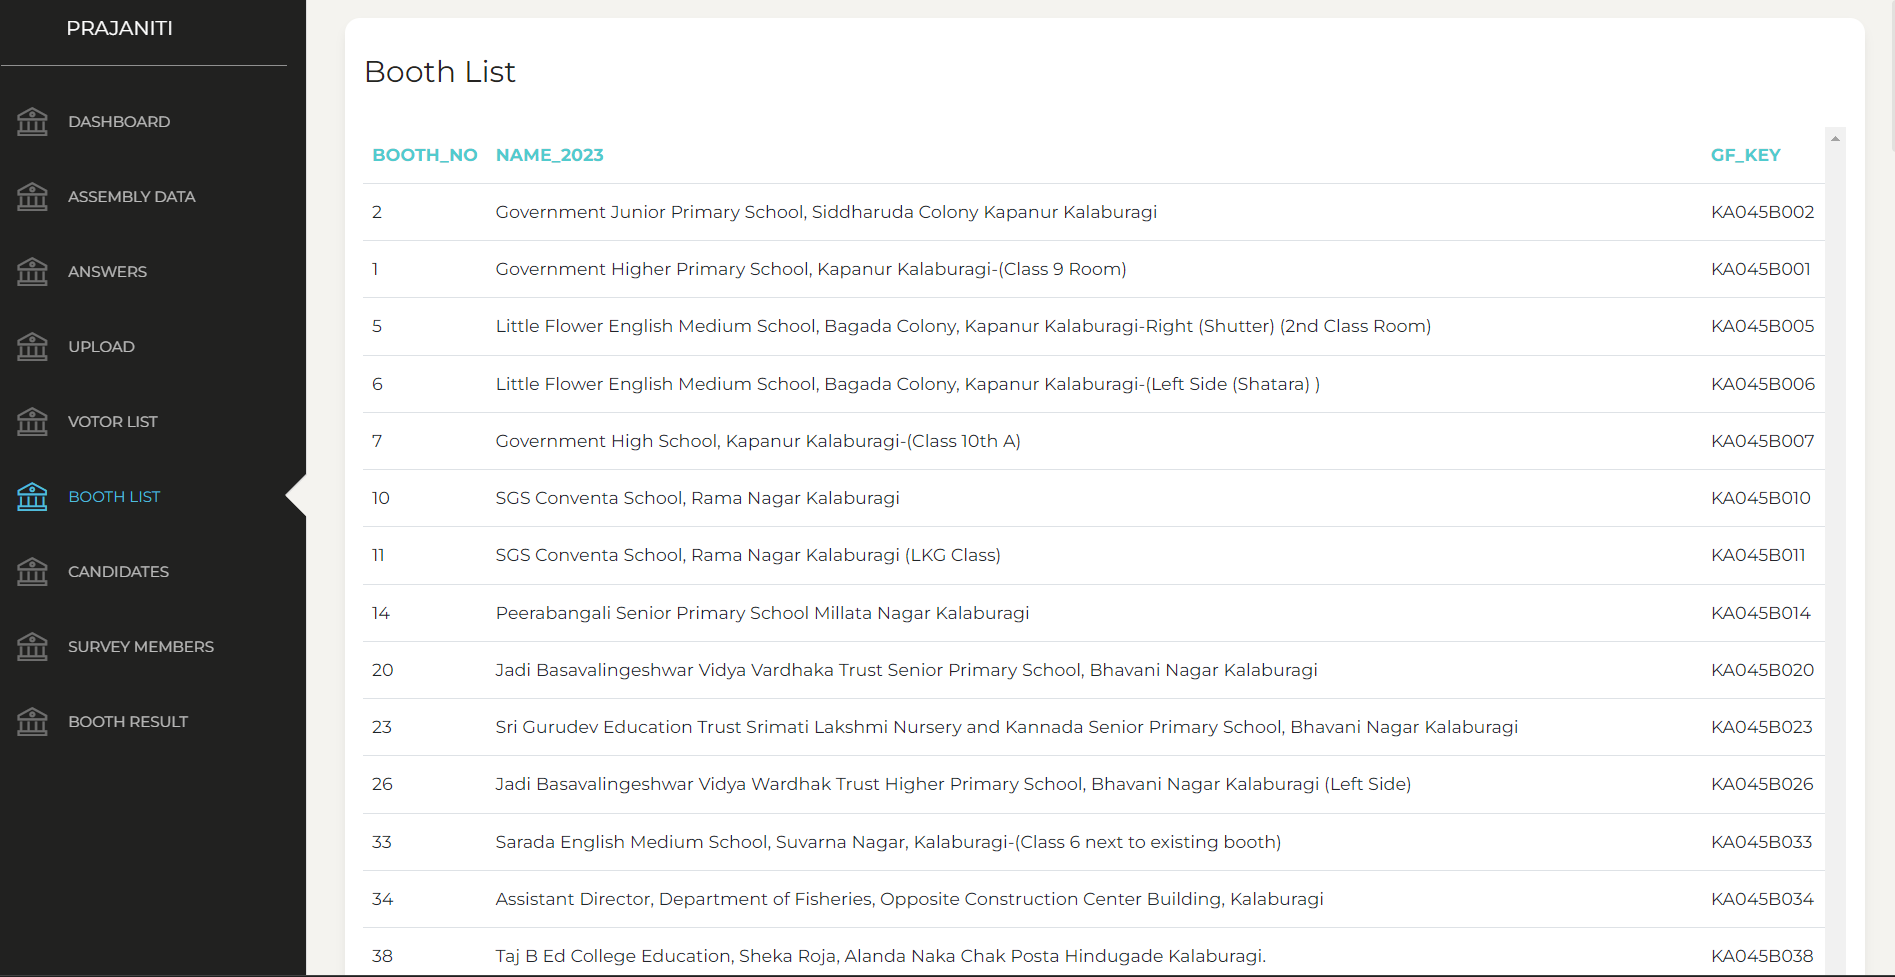 PRAJANITI
DASHBOARD
ASSEMBLY DATA
ANSWERS
UPLOAD
VOTOR LIST
BOOTH LIST
CANDIDATES
SURVEY MEMBERS
BOOTH RESULT
Booth List
BOOTH_NO NAME_2023 GF_KEY
2 Government Junior Primary School, Siddharuda Colony Kapanur Kalaburagi KA045B002
1 Government Higher Primary School, Kapanur Kalaburagi-(Class 9 Room) KA045B001
5 Little Flower English Medium School, Bagada Colony, Kapanur Kalaburagi-Right (Shutter) (2nd Class Room) KA045B005
6 Little Flower English Medium School, Bagada Colony, Kapanur Kalaburagi-(Left Side (Shatara) ) KA045B006
7 Government High School, Kapanur Kalaburagi-(Class 10th A) KA045B007
10 SGS Conventa School, Rama Nagar Kalaburagi KA045B010
11 SGS Conventa School, Rama Nagar Kalaburagi (LKG Class) KA045B011
14 Peerabangali Senior Primary School Millata Nagar Kalaburagi KA045B014
20 Jadi Basavalingeshwar Vidya Vardhaka Trust Senior Primary School, Bhavani Nagar Kalaburagi KA045B020
23 Sri Gurudev Education Trust Srimati Lakshmi Nursery and Kannada Senior Primary School, Bhavani Nagar Kalaburagi KA045B023
26 Jadi Basavalingeshwar Vidya Wardhak Trust Higher Primary School, Bhavani Nagar Kalaburagi (Left Side) KA045B026
33 Sarada English Medium School, Suvarna Nagar, Kalaburagi-(Class 6 next to existing booth) KA045B033
34 Assistant Director, Department of Fisheries, Opposite Construction Center Building, Kalaburagi KA045B034
38 Taj B Ed College Education, Sheka Roja, Alanda Naka Chak Posta Hindugade Kalaburagi. KA045B038